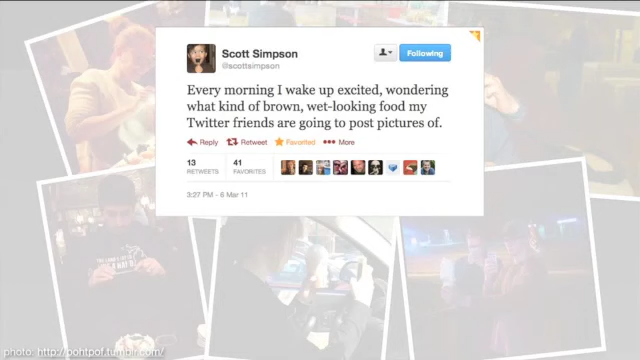 Scott Simpson
@scottsimpson
Following
Every morning I wake up excited, wondering
what kind of brown, wet-looking food my
Twitter friends are going to post pictures of.
Reply Retweet Favorited More
13 41
RETWEETS FAVORITES
3:27 PM - 6 Mar 11
photo: http://pohtpof.tumblr.com/